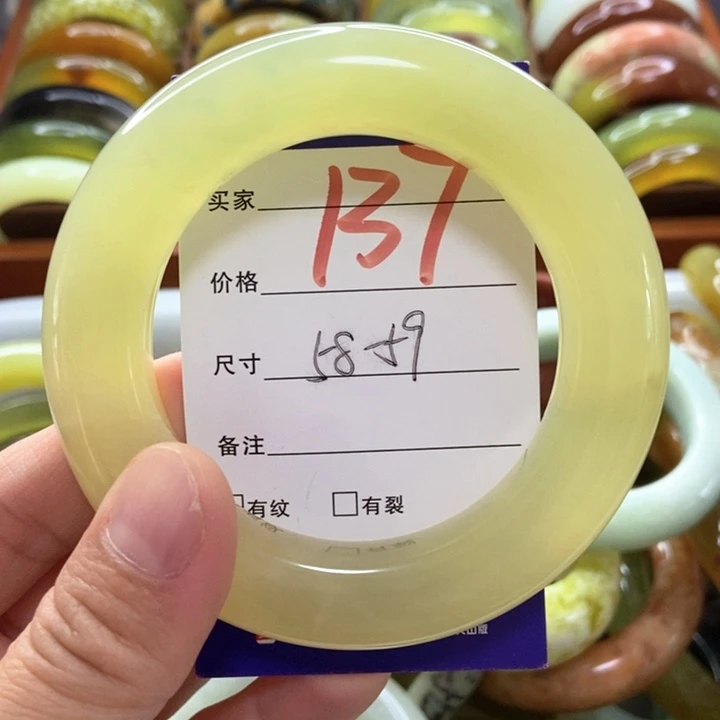 137
买家
价格
尺寸 58-59
备注
□有纹 □有裂